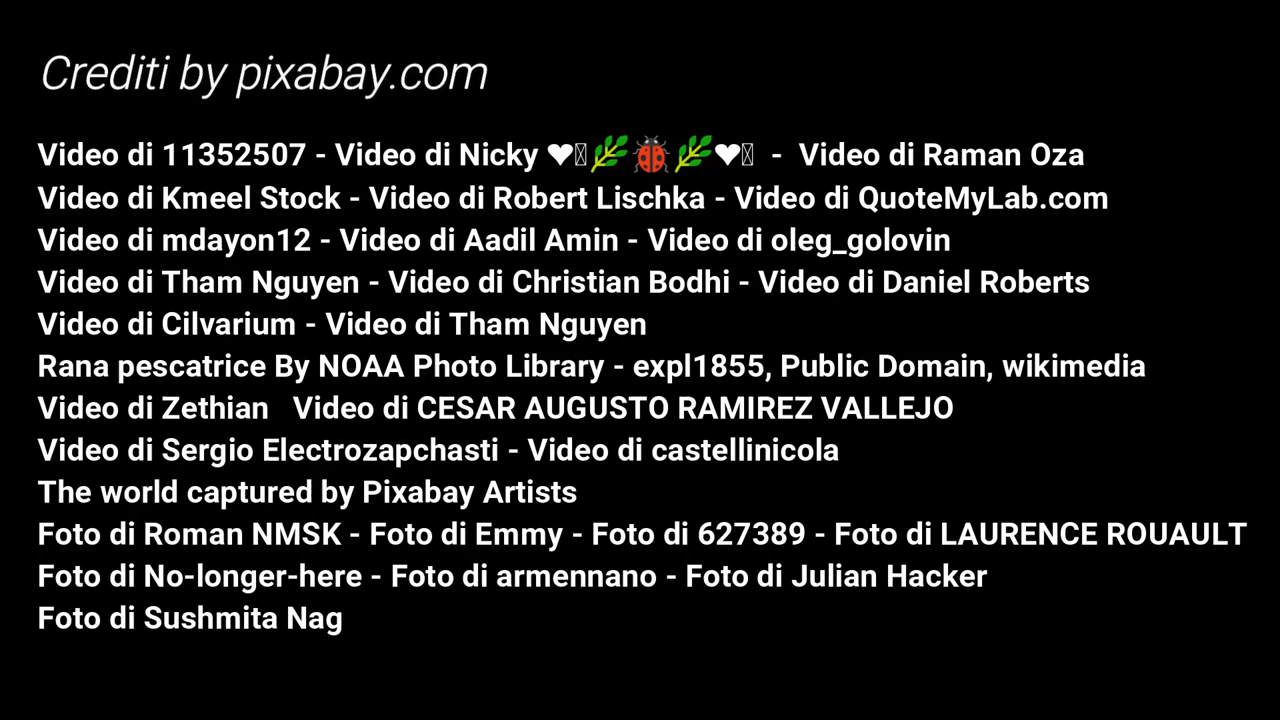 Crediti by pixabay.com
Video di 11352507 - Video di Nicky ❤️🌿🐞🌿❤️ - Video di Raman Oza
Video di Kmeel Stock - Video di Robert Lischka - Video di QuoteMyLab.com
Video di mdayon12 - Video di Aadil Amin - Video di oleg_golovin
Video di Tham Nguyen - Video di Christian Bodhi - Video di Daniel Roberts
Video di Cilvarium - Video di Tham Nguyen
Rana pescatrice By NOAA Photo Library - expl1855, Public Domain, wikimedia
Video di Zethian   Video di CESAR AUGUSTO RAMIREZ VALLEJO
Video di Sergio Electrozapchasti - Video di castellinicola
The world captured by Pixabay Artists
Foto di Roman NMSK - Foto di Emmy - Foto di 627389 - Foto di LAURENCE ROUAULT
Foto di No-longer-here - Foto di armennano - Foto di Julian Hacker
Foto di Sushmita Nag